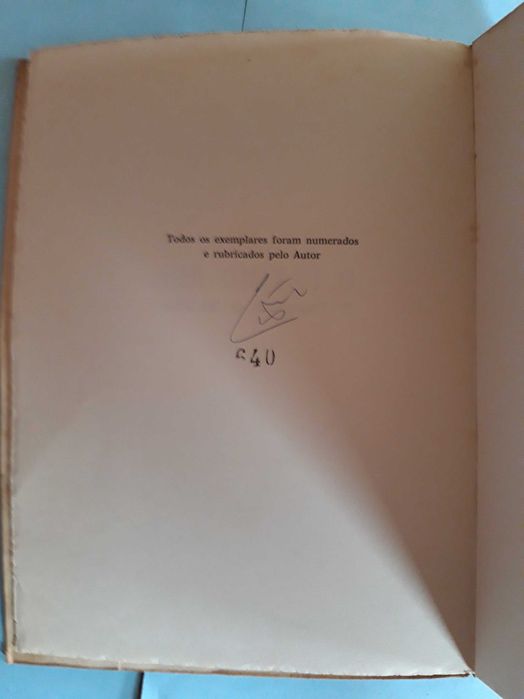 Todos os exemplares foram numerados
e rubricados pelo Autor
640